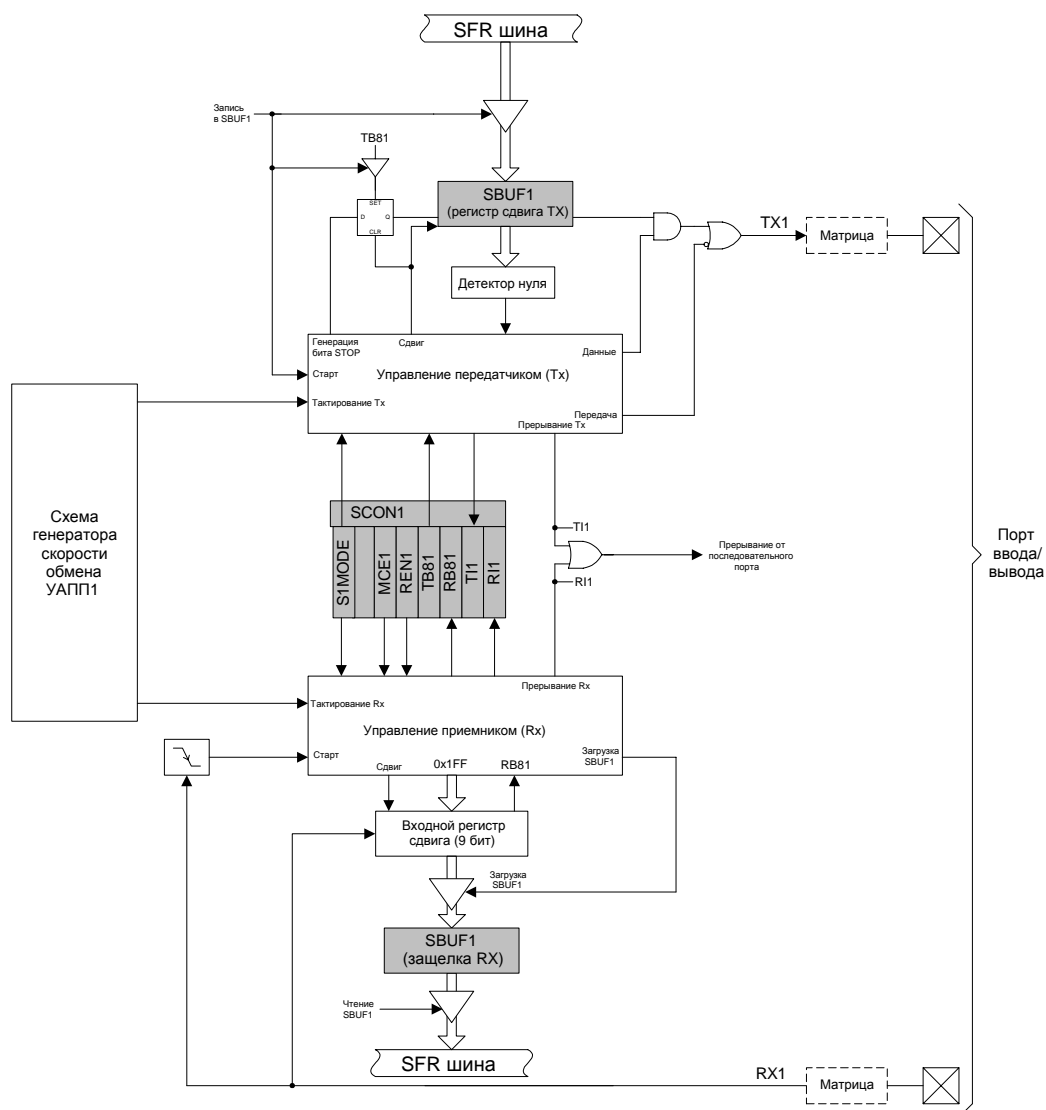 SFR шина
Запись
в SBUF1
TB81
SET
D
Q
CLR
SBUF1
(регистр сдвига TX)
TX1
Матрица
Детектор нуля
Генерация
бита STOP
Сдвиг
Данные
Старт
Управление передатчиком (Tx)
Тактирование Tx
Передача
Прерывание Tx
Схема
генератора
скорости
обмена
УАПП1
SCON1
S1MODE
MCE1
REN1
TB81
RB81
TI1
RI1
TI1
RI1
Прерывание от
последовательного
порта
Порт
ввода/
вывода
Прерывание Rx
Тактирование Rx
Управление приемником (Rx)
Старт
Загрузка
SBUF1
Сдвиг
0x1FF
RB81
Входной регистр
сдвига (9 бит)
Загрузка
SBUF1
SBUF1
(защелка RX)
Чтение
SBUF1
SFR шина
RX1
Матрица